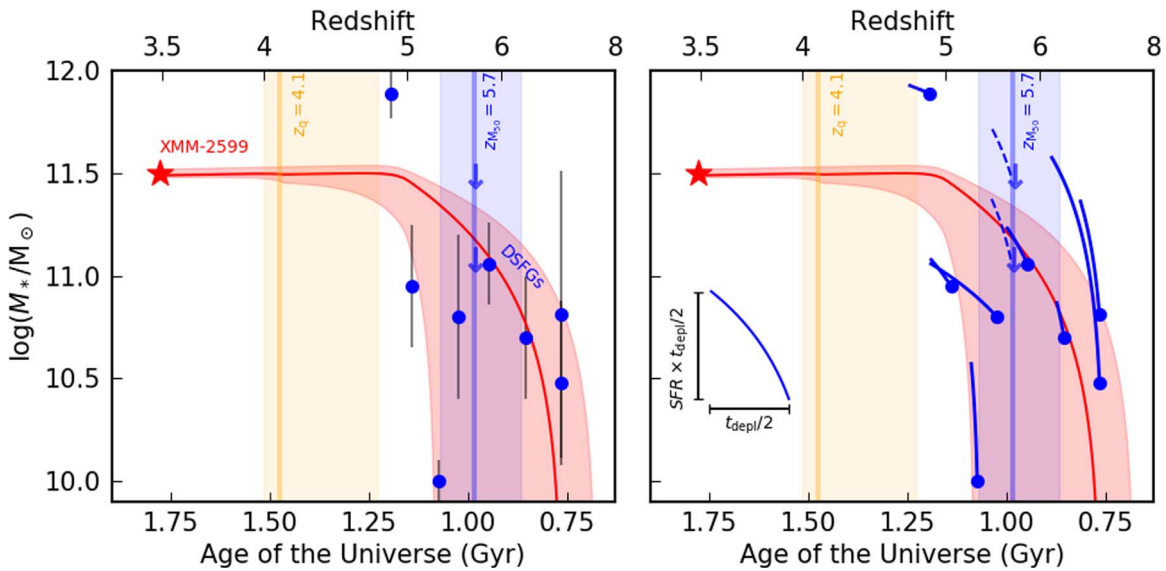 Redshift
3.5 4 5 6 8
12.0
11.5
11.0
10.5
10.0
log(M*/M⊙)
z_q = 4.1
z_M50 = 5.7
XMM-2599
DSFGs
1.75 1.50 1.25 1.00 0.75
Age of the Universe (Gyr)
Redshift
3.5 4 5 6 8
z_q = 4.1
z_M50 = 5.7
SFR × t_depl/2
t_depl/2
1.75 1.50 1.25 1.00 0.75
Age of the Universe (Gyr)